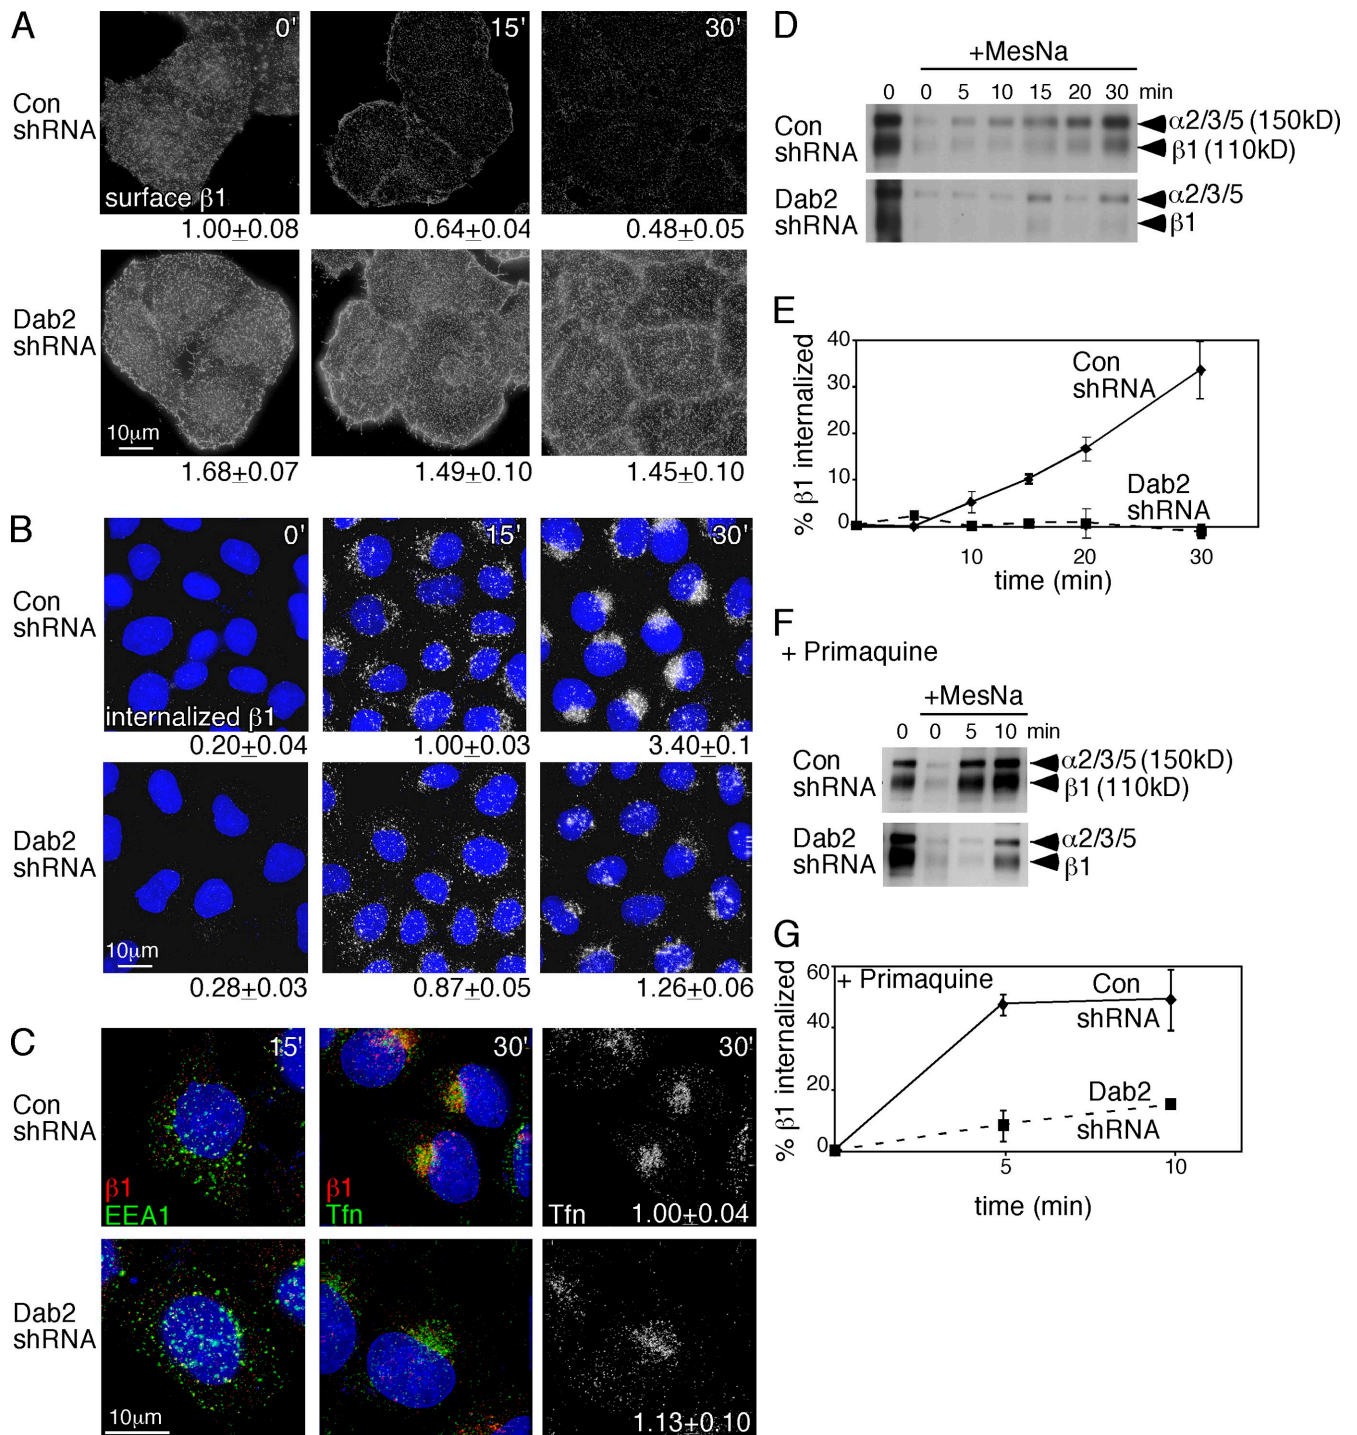 A
0'
15'
30'
Con
shRNA
surface β1
1.00±0.08
0.64±0.04
0.48±0.05
Dab2
shRNA
10μm
1.68±0.07
1.49±0.10
1.45±0.10
B
0'
15'
30'
Con
shRNA
internalized β1
0.20±0.04
1.00±0.03
3.40±0.1
Dab2
shRNA
10μm
0.28±0.03
0.87±0.05
1.26±0.06
C
15'
30'
30'
Con
shRNA
β1
EEA1
β1
Tfn
Tfn
1.00±0.04
Dab2
shRNA
10μm
1.13±0.10
D
+MesNa
0 0 5 10 15 20 30 min
Con
shRNA
α2/3/5 (150kD)
β1 (110kD)
Dab2
shRNA
α2/3/5
β1
E
% β1 internalized
40
30
20
10
0
Con
shRNA
Dab2
shRNA
10 20 30
time (min)
F
+ Primaquine
+MesNa
0 0 5 10 min
Con
shRNA
α2/3/5 (150kD)
β1 (110kD)
Dab2
shRNA
α2/3/5
β1
G
% β1 internalized
60
40
20
0
+ Primaquine
Con
shRNA
Dab2
shRNA
5 10
time (min)